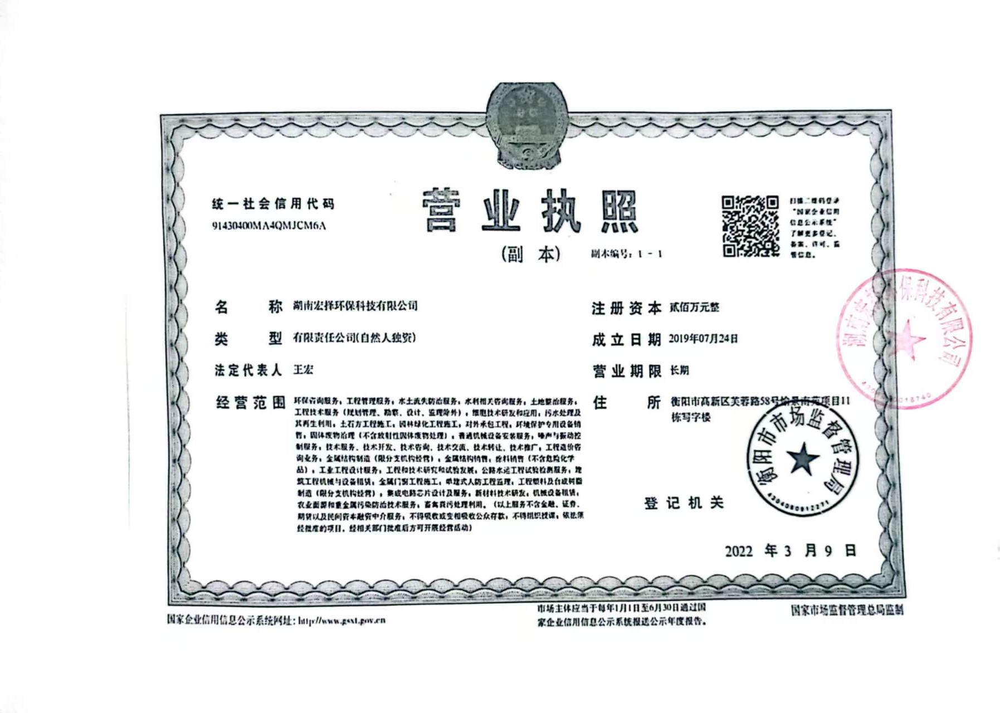 统一社会信用代码
91430400MA4QMJCM6A
营业执照
(副 本)
副本编号：1 - 1
扫描二维码登录
“国家企业信用
信息公示系统”
了解更多登记、
备案、许可、监
管信息。
名 称 湖南宏择环保科技有限公司
类 型 有限责任公司(自然人独资)
法定代表人 王宏
经营范围 环保咨询服务；工程管理服务；水土流失防治服务；水利相关咨询服务；土地整治服务；
工程技术服务（规划管理、勘察、设计、监理除外）；细胞技术研发和应用；污水处理及
其再生利用；土石方工程施工；园林绿化工程施工；对外承包工程；环境保护专用设备销
售；固体废物治理（不含放射性固体废物处理）；普通机械设备安装服务；噪声与振动控
制服务；技术服务、技术开发、技术咨询、技术交流、技术转让、技术推广；工程造价咨
询业务；金属结构制造（限分支机构经营）；金属结构销售；涂料销售（不含危险化学
品）；工业工程设计服务；工程和技术研究和试验发展；公路水运工程试验检测服务；建
筑工程机械与设备租赁；金属门窗工程施工；单建式人防工程监理；工程塑料及合成树脂
制造（限分支机构经营）；集成电路芯片设计及服务；新材料技术研发；机械设备租赁；
农业面源和重金属污染防治技术服务；畜禽粪污处理利用。（以上服务不含金融、证券、
期货以及民间资本融资中介服务；不得吸收或变相吸收公众存款；不得组织授课；依法须
经批准的项目，经相关部门批准后方可开展经营活动）
注册资本 贰佰万元整
成立日期 2019年07月24日
营业期限 长期
住 所 衡阳市高新区芙蓉路58号愉景南苑项目11
栋写字楼
登记机关
衡阳市市场监督管理局
4304080912271
2022 年 3 月 9 日
环保科技有限公司
国家企业信用信息公示系统网址：http://www.gsxt.gov.cn
市场主体应当于每年1月1日至6月30日通过国
家企业信用信息公示系统报送公示年度报告。
国家市场监督管理总局监制